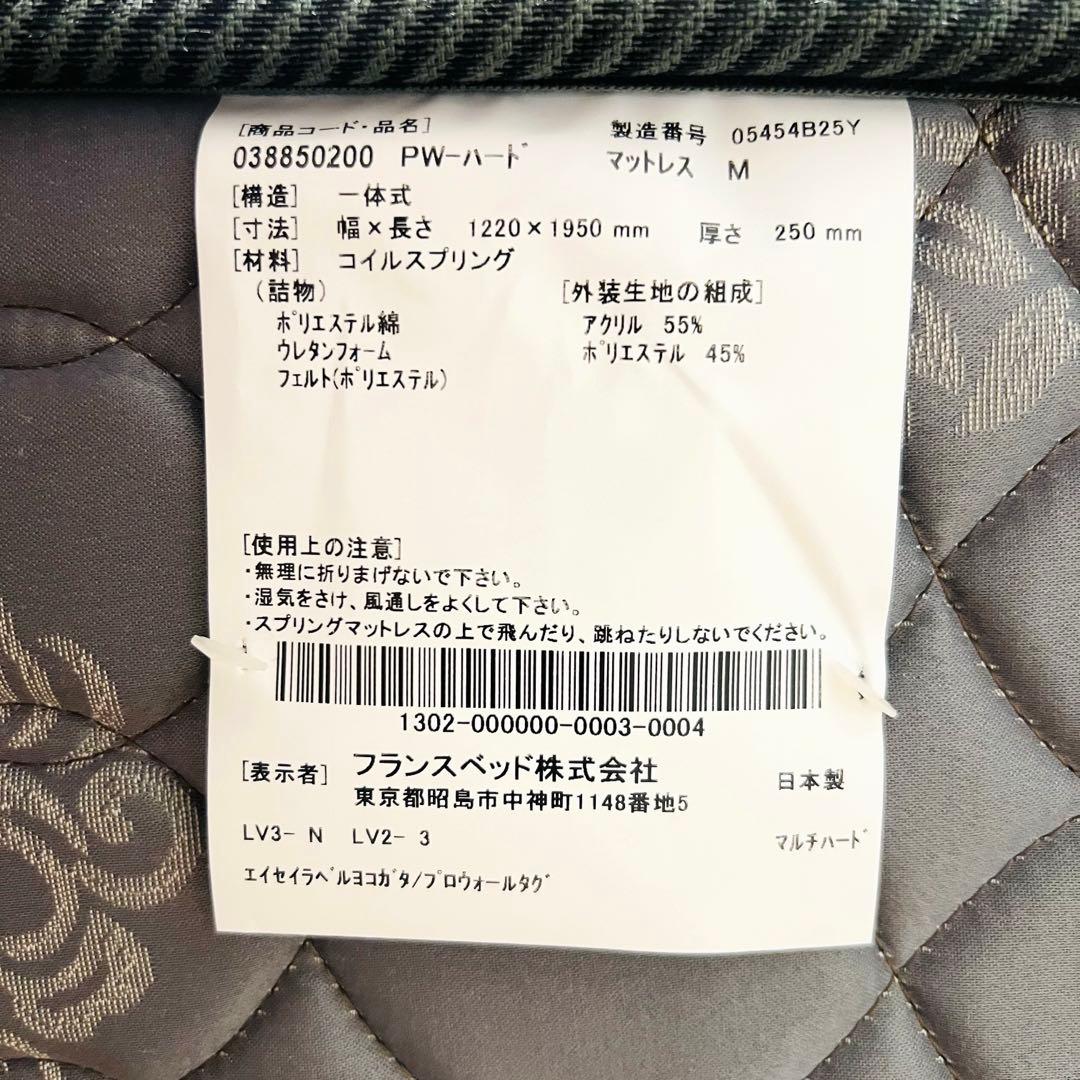 [商品コード・品名] 製造番号 05454B25Y
038850200 PW-ハード マットレス M
[構造] 一体式
[寸法] 幅×長さ 1220×1950 mm 厚さ 250 mm
[材料] コイルスプリング
(詰物) [外装生地の組成]
ポリエステル綿 アクリル 55%
ウレタンフォーム ポリエステル 45%
フェルト(ポリエステル)
[使用上の注意]
・無理に折りまげないで下さい。
・湿気をさけ、風通しをよくして下さい。
・スプリングマットレスの上で飛んだり、跳ねたりしないでください。
1302-000000-0003-0004
[表示者] フランスベッド株式会社 日本製
東京都昭島市中神町1148番地5
LV3- N LV2- 3 マルチハード
エイセイラベルヨコガタ/プロウォールタグ